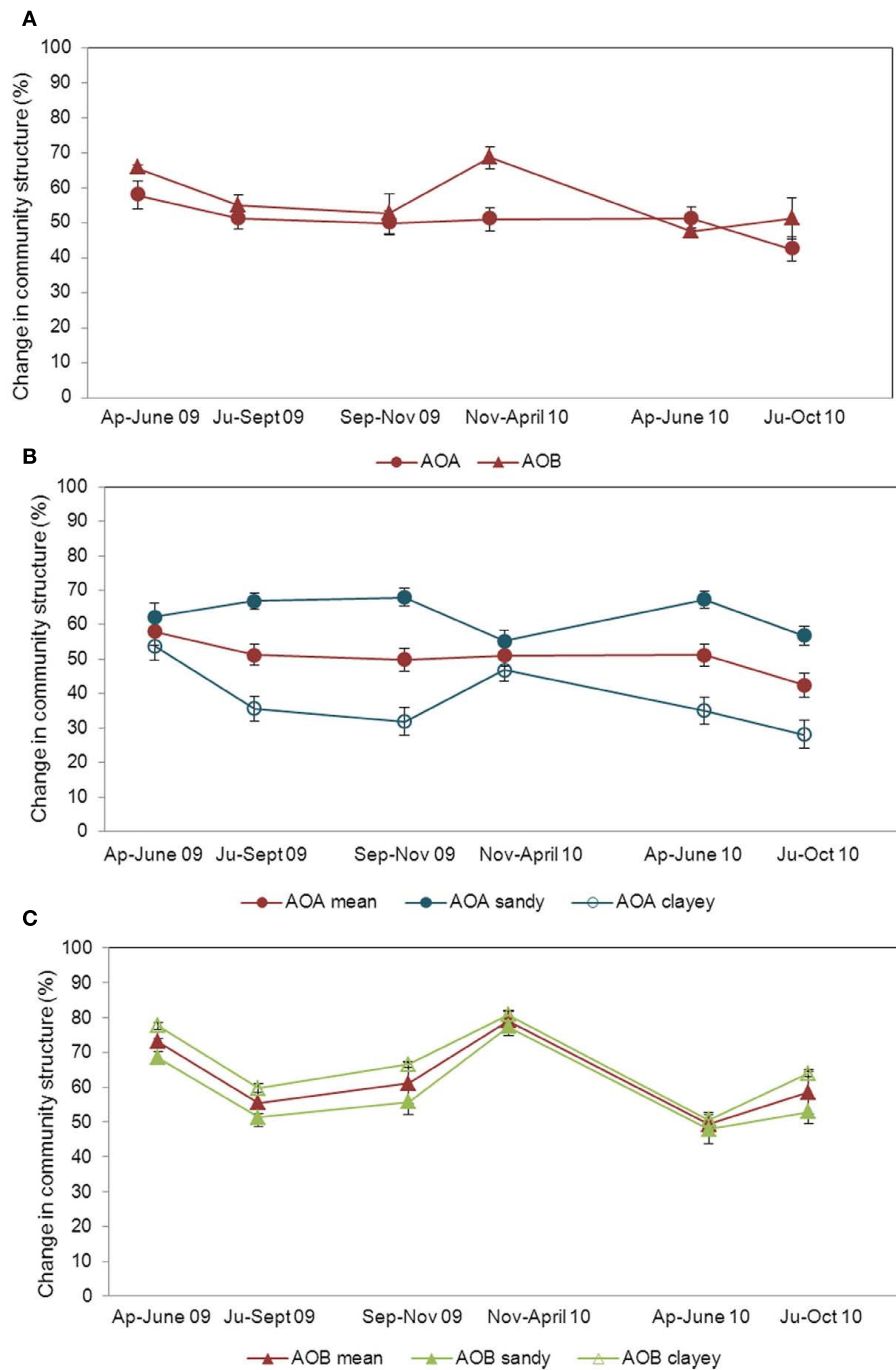 A
Change in community structure (%)
100
90
80
70
60
50
40
30
20
10
0
Ap-June 09 Ju-Sept 09 Sep-Nov 09 Nov-April 10 Ap-June 10 Ju-Oct 10
AOA AOB
B
Change in community structure (%)
100
90
80
70
60
50
40
30
20
10
0
Ap-June 09 Ju-Sept 09 Sep-Nov 09 Nov-April 10 Ap-June 10 Ju-Oct 10
AOA mean AOA sandy AOA clayey
C
Change in community structure (%)
100
90
80
70
60
50
40
30
20
10
0
Ap-June 09 Ju-Sept 09 Sep-Nov 09 Nov-April 10 Ap-June 10 Ju-Oct 10
AOB mean AOB sandy AOB clayey